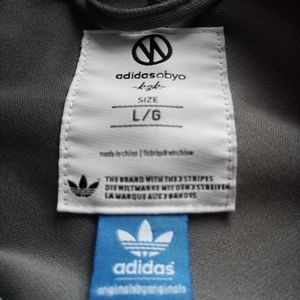 adidasobyo
-kzk-
SIZE
L/G
made in china | fabriqué en chine
THE BRAND WITH THE 3 STRIPES
DIE WELTMARKE MIT DEN 3 STREIFEN
LA MARQUE AUX 3 BANDES
adidas
originalsbyoriginals